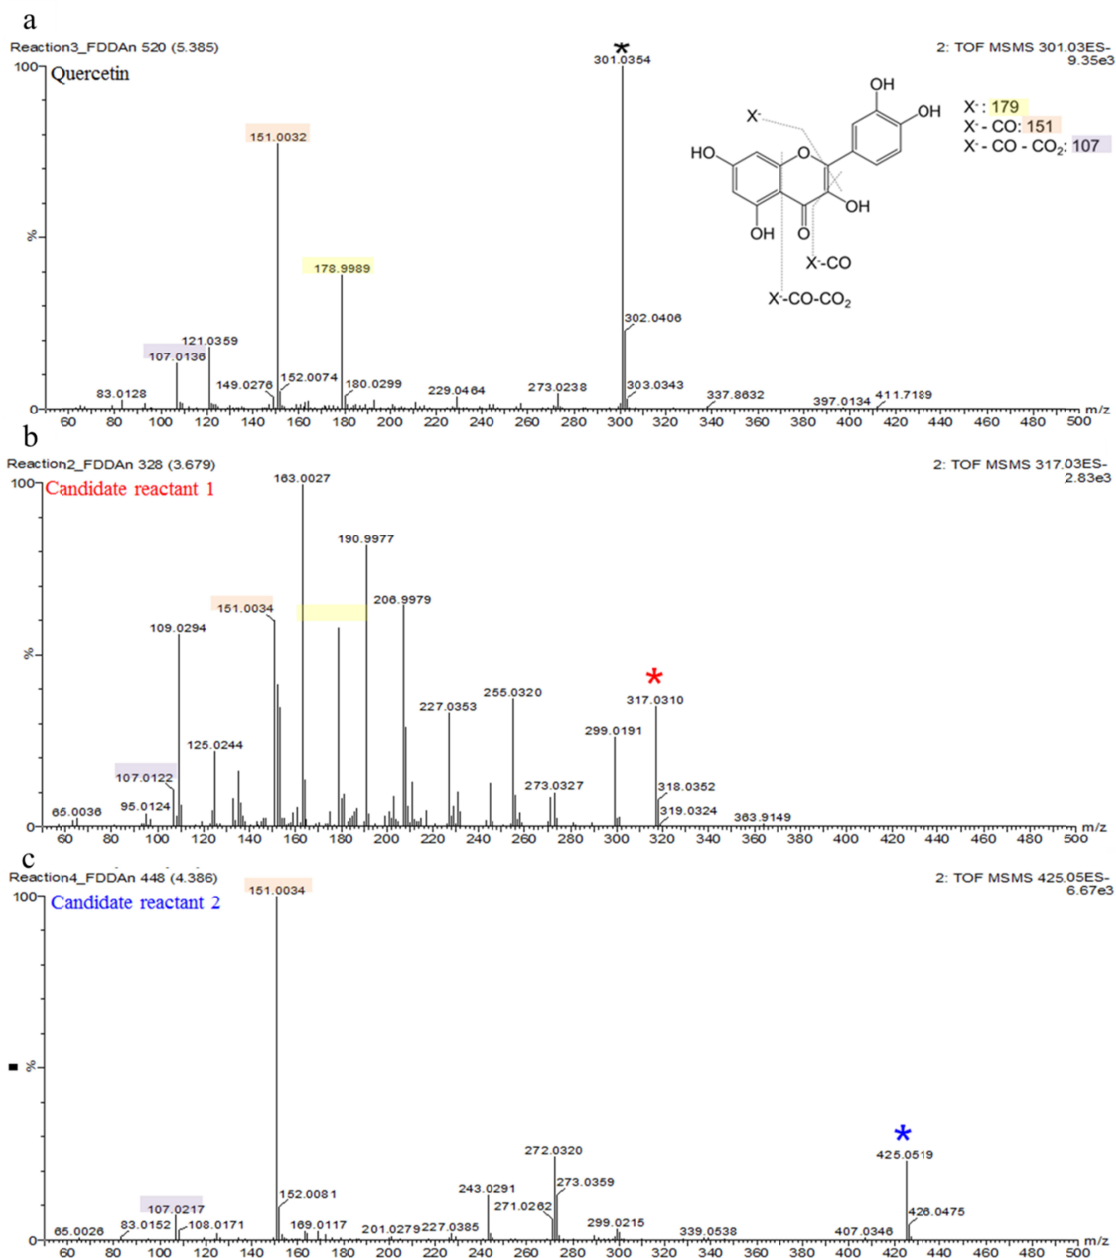 a
Reaction3_FDDAn 520 (5.385)
2: TOF MSMS 301.03ES-
9.35e3
100
Quercetin
*
301.0354
151.0032
178.9989
121.0359
107.0136
83.0128
149.0276
152.0074
180.0299
229.0464
273.0238
302.0406
303.0343
337.8632
397.0134
411.7189
%
0
60 80 100 120 140 160 180 200 220 240 260 280 300 320 340 360 380 400 420 440 460 480 500 m/z
OH
OH
HO
O
OH
OH
O
X-
X--CO
X--CO-CO2
X-: 179
X- - CO: 151
X- - CO - CO2: 107
b
Reaction2_FDDAn 328 (3.679)
2: TOF MSMS 317.03ES-
2.83e3
100
Candidate reactant 1
163.0027
190.9977
151.0034
206.9979
109.0294
*
317.0310
255.0320
227.0353
299.0191
125.0244
107.0122
273.0327
318.0352
95.0124
65.0036
319.0324
363.9149
%
0
60 80 100 120 140 160 180 200 220 240 260 280 300 320 340 360 380 400 420 440 460 480 500 m/z
c
Reaction4_FDDAn 448 (4.386)
2: TOF MSMS 425.05ES-
6.67e3
100
Candidate reactant 2
151.0034
*
425.0519
272.0320
273.0359
243.0291
271.0262
152.0081
107.0217
65.0026
83.0152
108.0171
169.0117
201.0279
227.0385
299.0215
339.0538
407.0346
426.0475
%
0
60 80 100 120 140 160 180 200 220 240 260 280 300 320 340 360 380 400 420 440 460 480 500 m/z